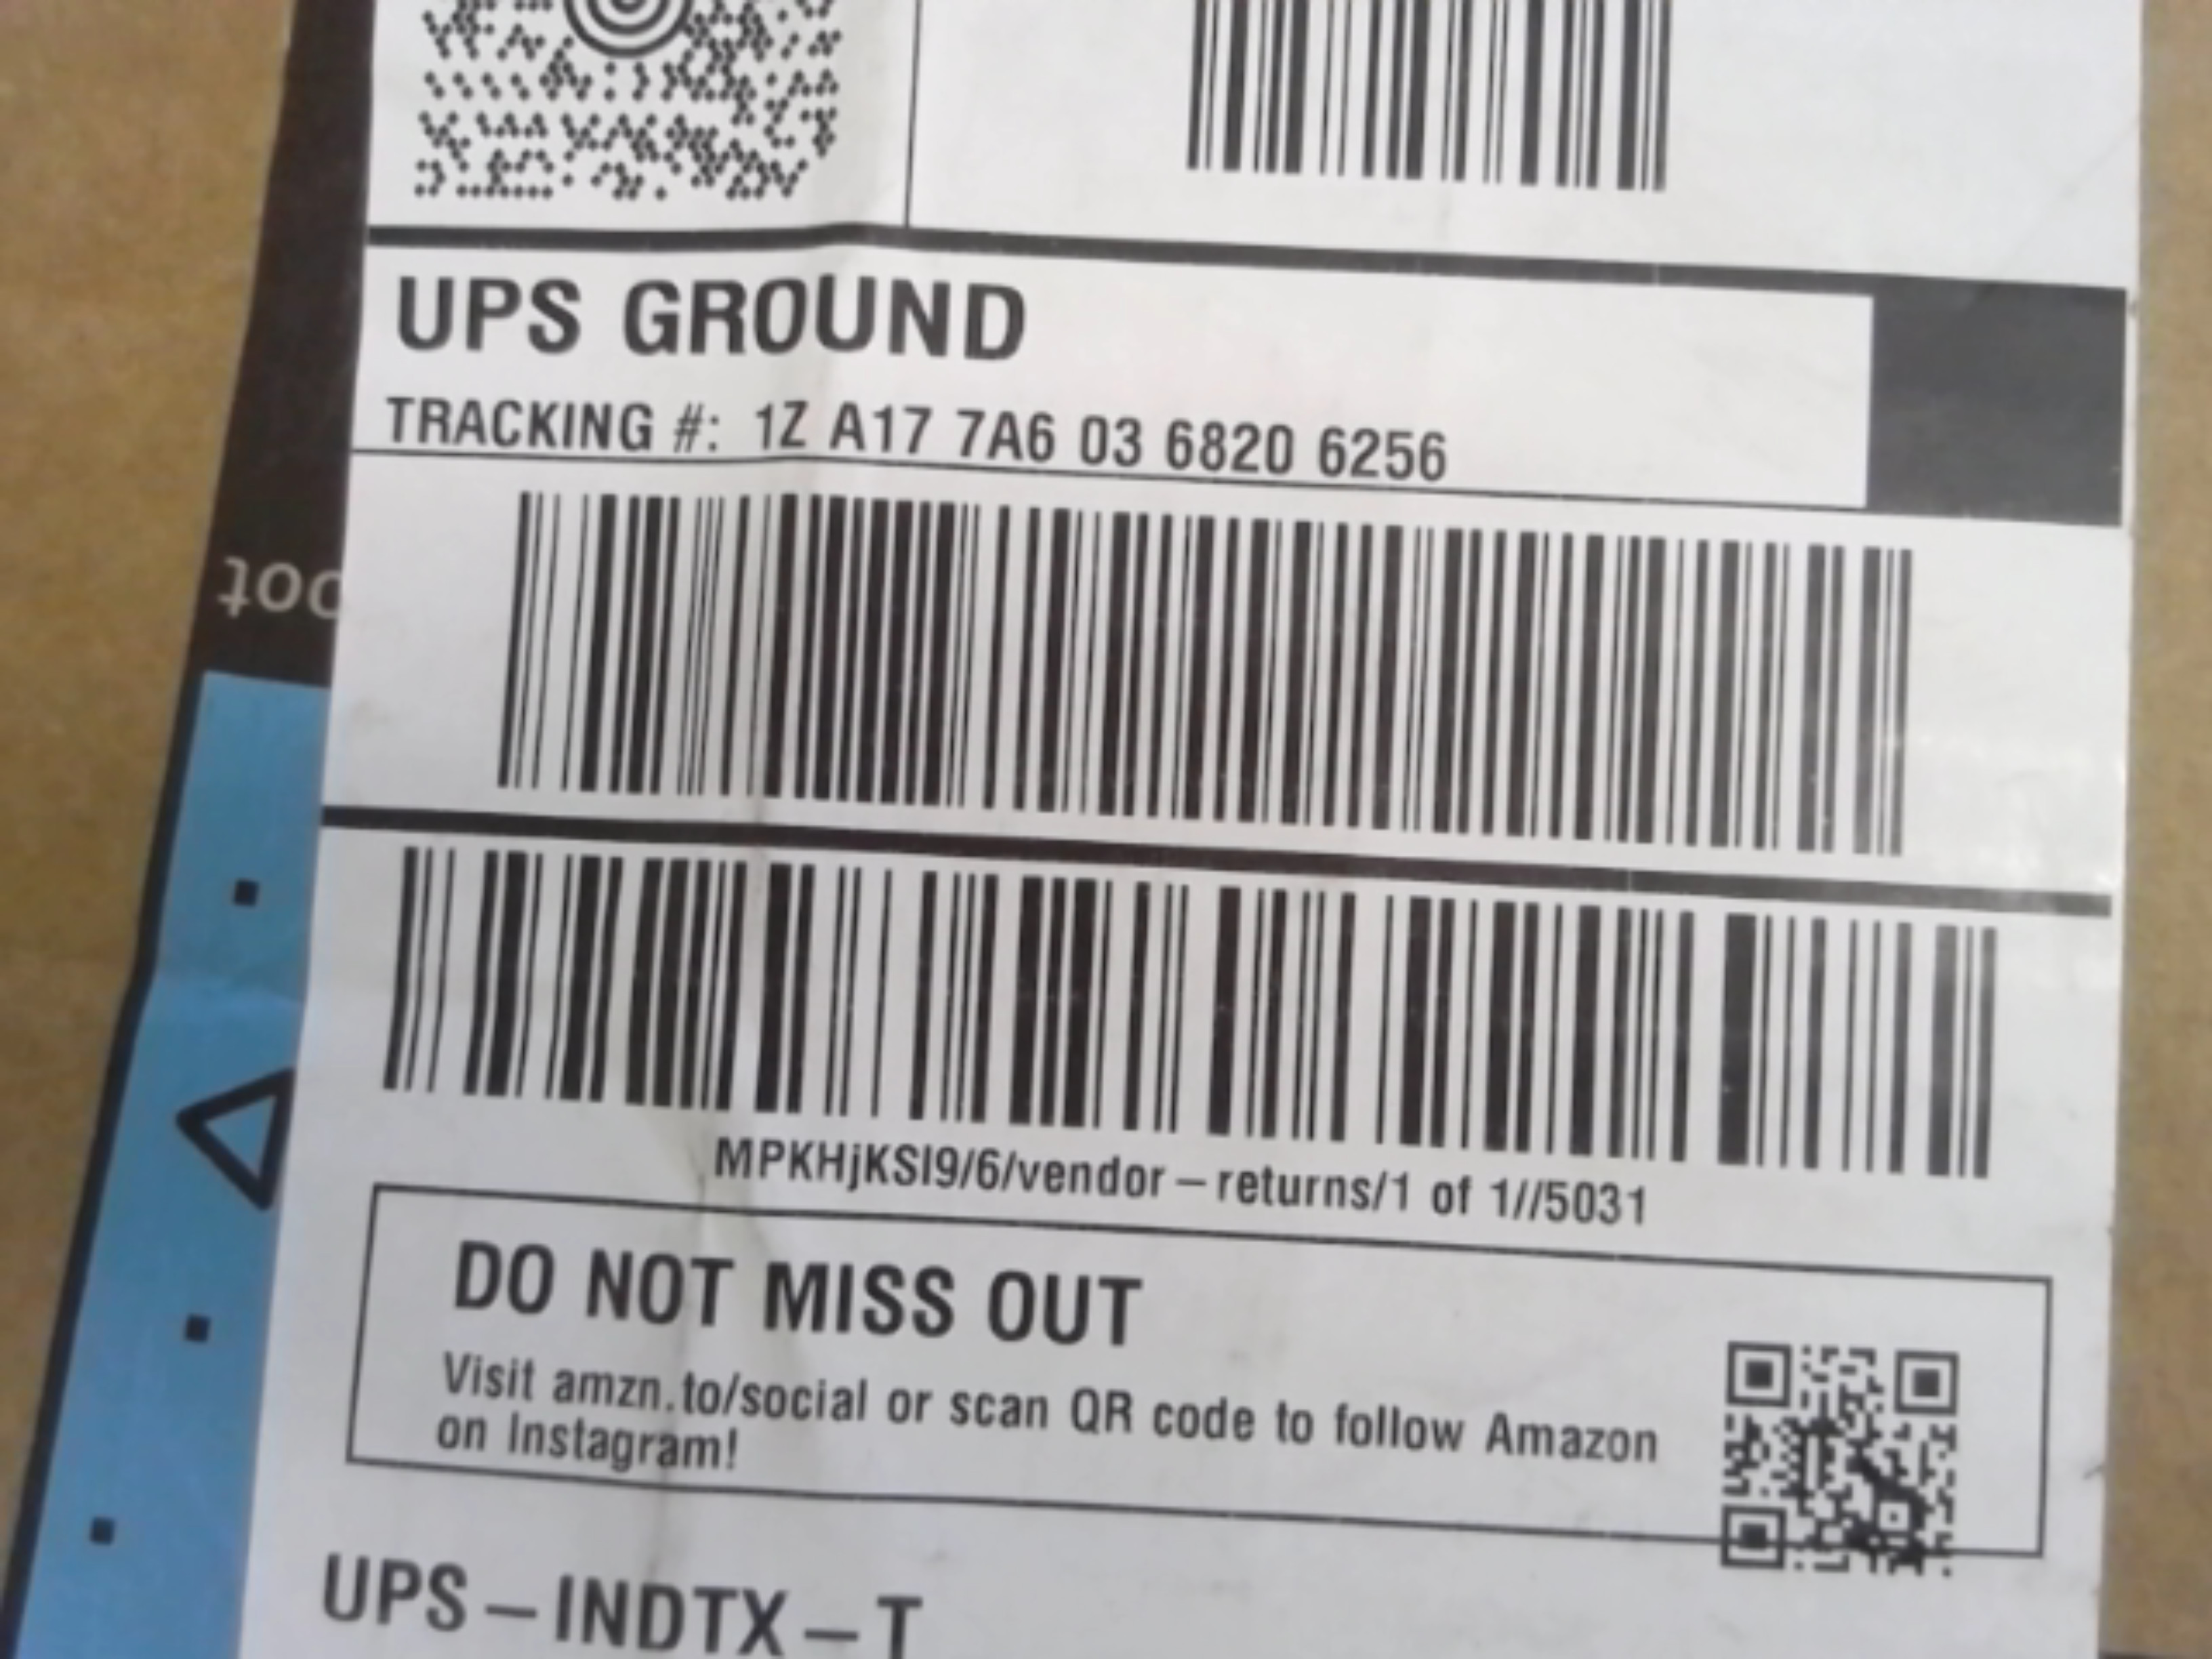 UPS GROUND
TRACKING #: 1Z A17 7A6 03 6820 6256
MPKHjKSI9/6/vendor–returns/1 of 1//5031
DO NOT MISS OUT
Visit amzn.to/social or scan QR code to follow Amazon
on Instagram!
UPS–INDTX–T